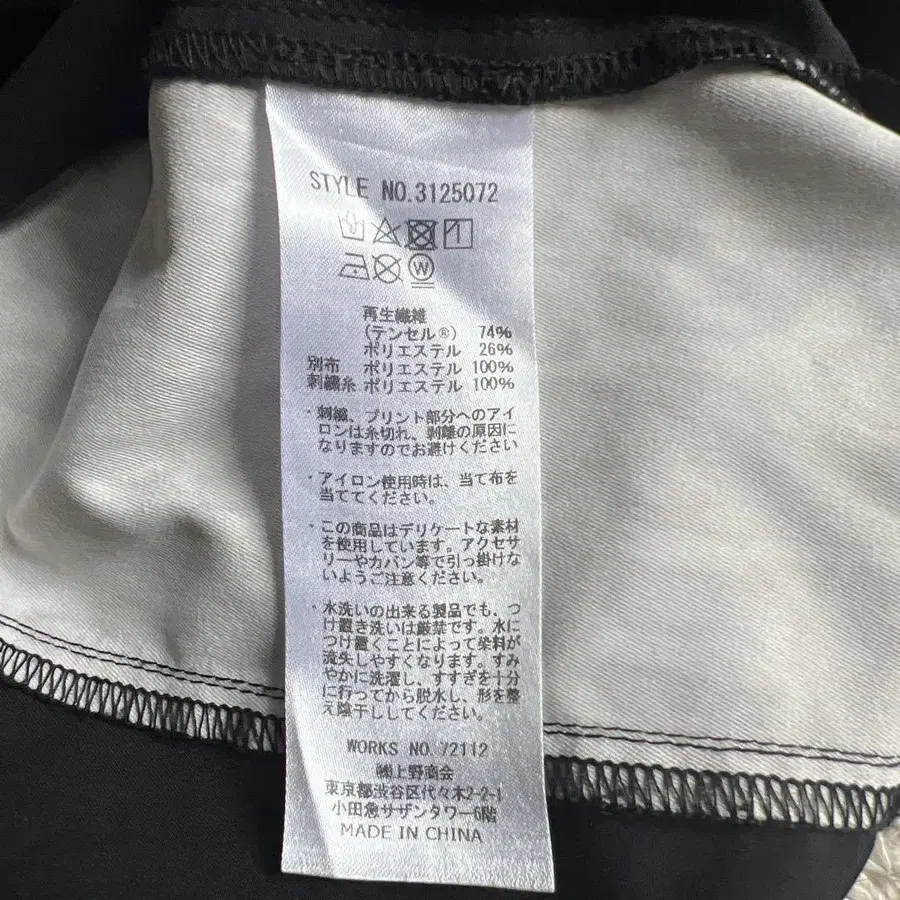 STYLE NO.3125072
W
再生繊維
(テンセル®) 74%
ポリエステル 26%
別布 ポリエステル 100%
刺繍糸 ポリエステル 100%
・刺繍、プリント部分へのアイ
ロンは糸切れ、剥離の原因に
なりますのでお避けください
・アイロン使用時は、当て布を
当ててください。
・この商品はデリケートな素材
を使用しています。アクセサ
リーやカバン等で引っ掛けな
いようご注意ください。
・水洗いの出来る製品でも、つ
け置き洗いは厳禁です。水に
つけ置くことによって染料が
流失しやすくなります。すみ
やかに洗濯し、すすぎを十分
に行ってから脱水し、形を整
え陰干ししてください。
WORKS NO.72112
㈱上野商会
東京都渋谷区代々木2-2-1
小田急サザンタワー6階
MADE IN CHINA